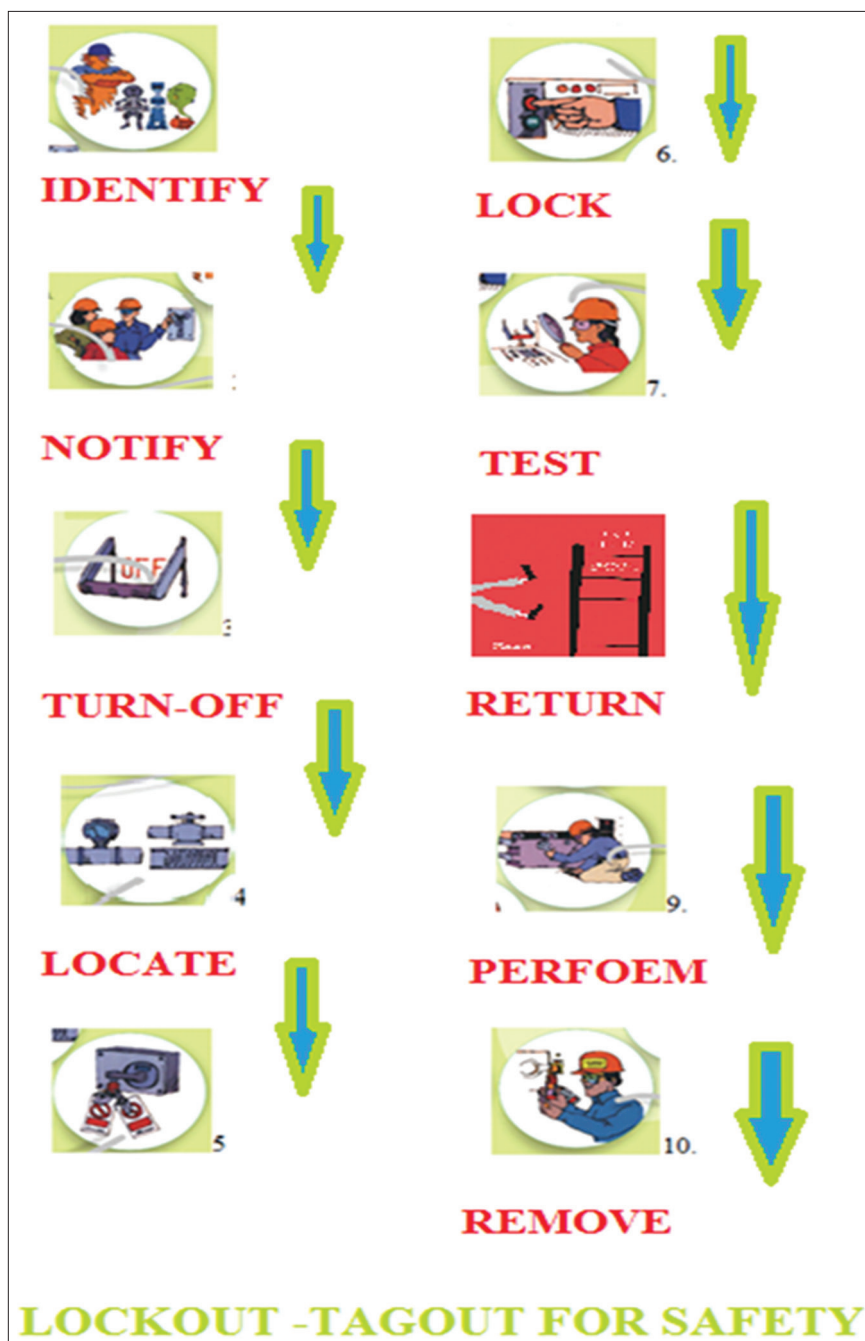 IDENTIFY
NOTIFY
OFF
TURN-OFF
4
LOCATE
5
6.
LOCK
7.
TEST
RETURN
9.
PERFOEM
10.
REMOVE
LOCKOUT -TAGOUT FOR SAFETY